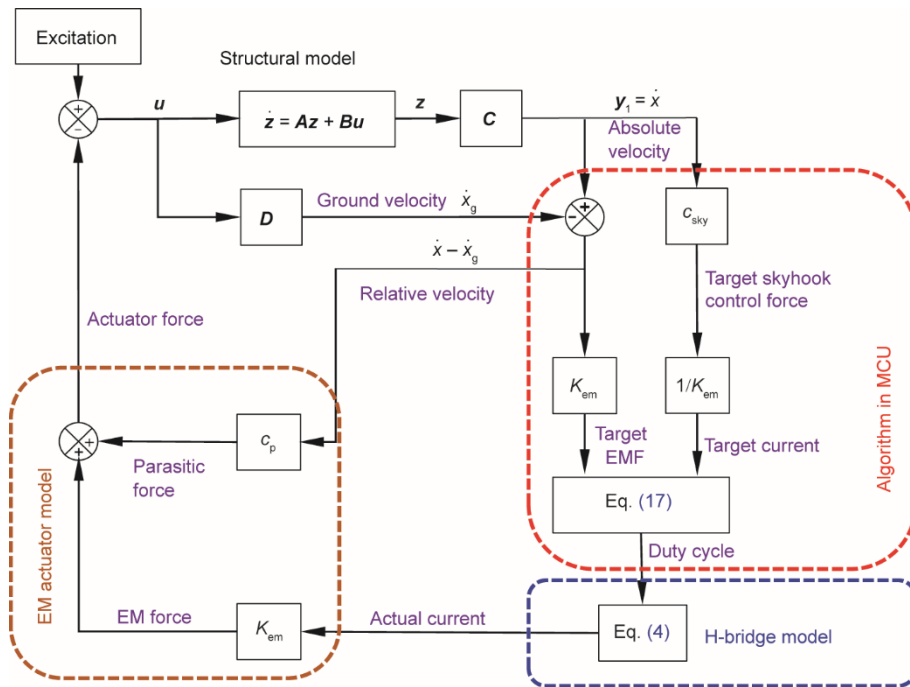 Excitation
Structural model
+
−
u
ż = Az + Bu
z
C
y₁ = ẋ
Absolute
velocity
D
Ground velocity
ẋg
−
+
csky
ẋ − ẋg
Relative velocity
Target skyhook
control force
Actuator force
Kem
1/Kem
Algorithm in MCU
Target
EMF
Target current
+
+
cp
Parasitic
force
EM actuator model
Eq. (17)
Duty cycle
EM force
Kem
Actual current
Eq. (4)
H-bridge model